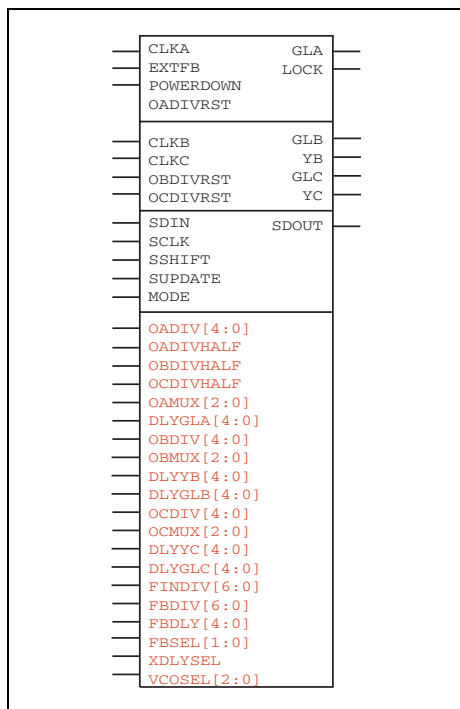 CLKA GLA
EXTFB LOCK
POWERDOWN
OADIVRST
CLKB GLB
CLKC YB
OBDIVRST GLC
OCDIVRST YC
SDIN SDOUT
SCLK
SSHIFT
SUPDATE
MODE
OADIV[4:0]
OADIVHALF
OBDIVHALF
OCDIVHALF
OAMUX[2:0]
DLYGLA[4:0]
OBDIV[4:0]
OBMUX[2:0]
DLYYB[4:0]
DLYGLB[4:0]
OCDIV[4:0]
OCMUX[2:0]
DLYYC[4:0]
DLYGLC[4:0]
FINDIV[6:0]
FBDIV[6:0]
FBDLY[4:0]
FBSEL[1:0]
XDLYSEL
VCOSEL[2:0]